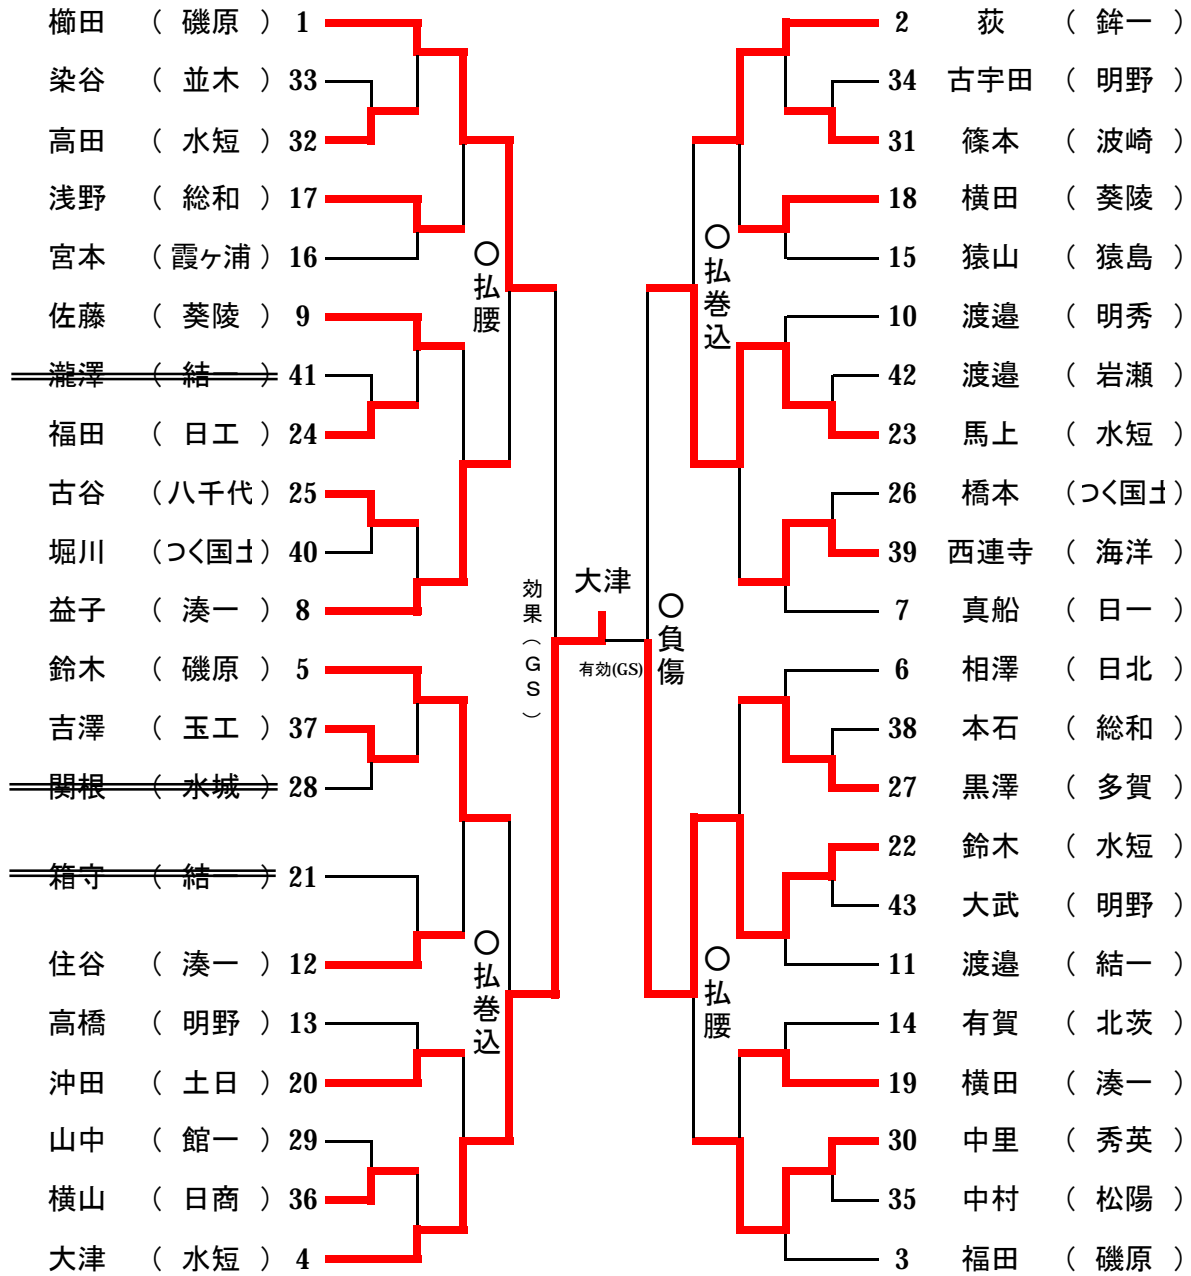 櫛田 ( 磯原 ) 1
染谷 ( 並木 ) 33
高田 ( 水短 ) 32
浅野 ( 総和 ) 17
宮本 ( 霞ヶ浦 ) 16
佐藤 ( 葵陵 ) 9
瀧澤 ( 結一 ) 41
福田 ( 日工 ) 24
古谷 ( 八千代 ) 25
堀川 ( つく国土 ) 40
益子 ( 湊一 ) 8
鈴木 ( 磯原 ) 5
吉澤 ( 玉工 ) 37
関根 ( 水城 ) 28
箱守 ( 結一 ) 21
住谷 ( 湊一 ) 12
高橋 ( 明野 ) 13
沖田 ( 土日 ) 20
山中 ( 館一 ) 29
横山 ( 日商 ) 36
大津 ( 水短 ) 4
〇払腰
〇払巻込
効果(GS)
大津
有効(GS)
〇負傷
〇払巻込
〇払腰
2 荻 ( 鉾一 )
34 古宇田 ( 明野 )
31 篠本 ( 波崎 )
18 横田 ( 葵陵 )
15 猿山 ( 猿島 )
10 渡邉 ( 明秀 )
42 渡邉 ( 岩瀬 )
23 馬上 ( 水短 )
26 橋本 ( つく国土 )
39 西連寺 ( 海洋 )
7 真船 ( 日一 )
6 相澤 ( 日北 )
38 本石 ( 総和 )
27 黒澤 ( 多賀 )
22 鈴木 ( 水短 )
43 大武 ( 明野 )
11 渡邉 ( 結一 )
14 有賀 ( 北茨 )
19 横田 ( 湊一 )
30 中里 ( 秀英 )
35 中村 ( 松陽 )
3 福田 ( 磯原 )